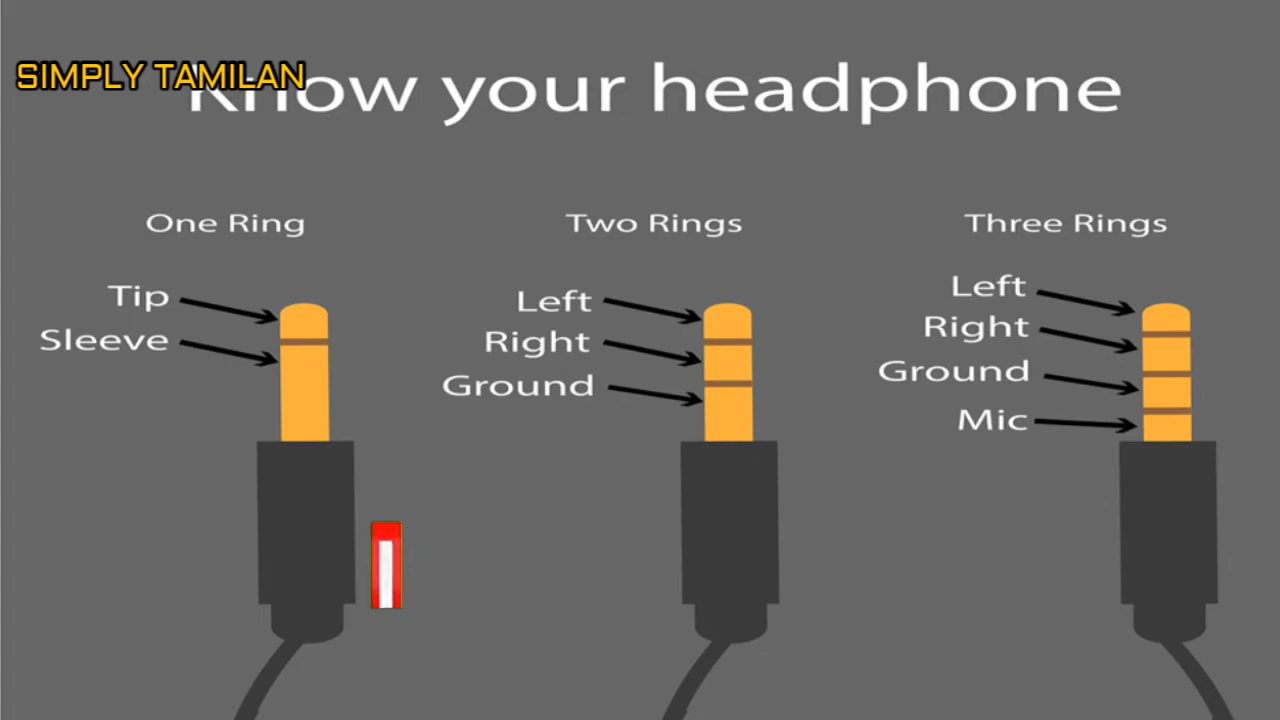 SIMPLY TAMILAN
Know your headphone
One Ring
Tip
Sleeve
Two Rings
Left
Right
Ground
Three Rings
Left
Right
Ground
Mic